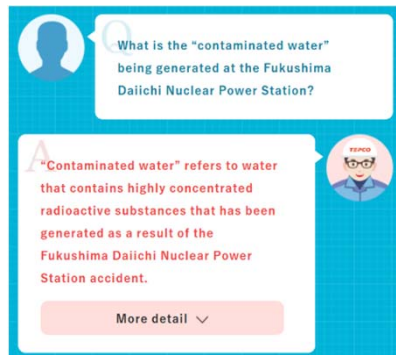 Q
What is the “contaminated water”
being generated at the Fukushima
Daiichi Nuclear Power Station?
TEPCO
A
“Contaminated water” refers to water
that contains highly concentrated
radioactive substances that has been
generated as a result of the
Fukushima Daiichi Nuclear Power
Station accident.
More detail